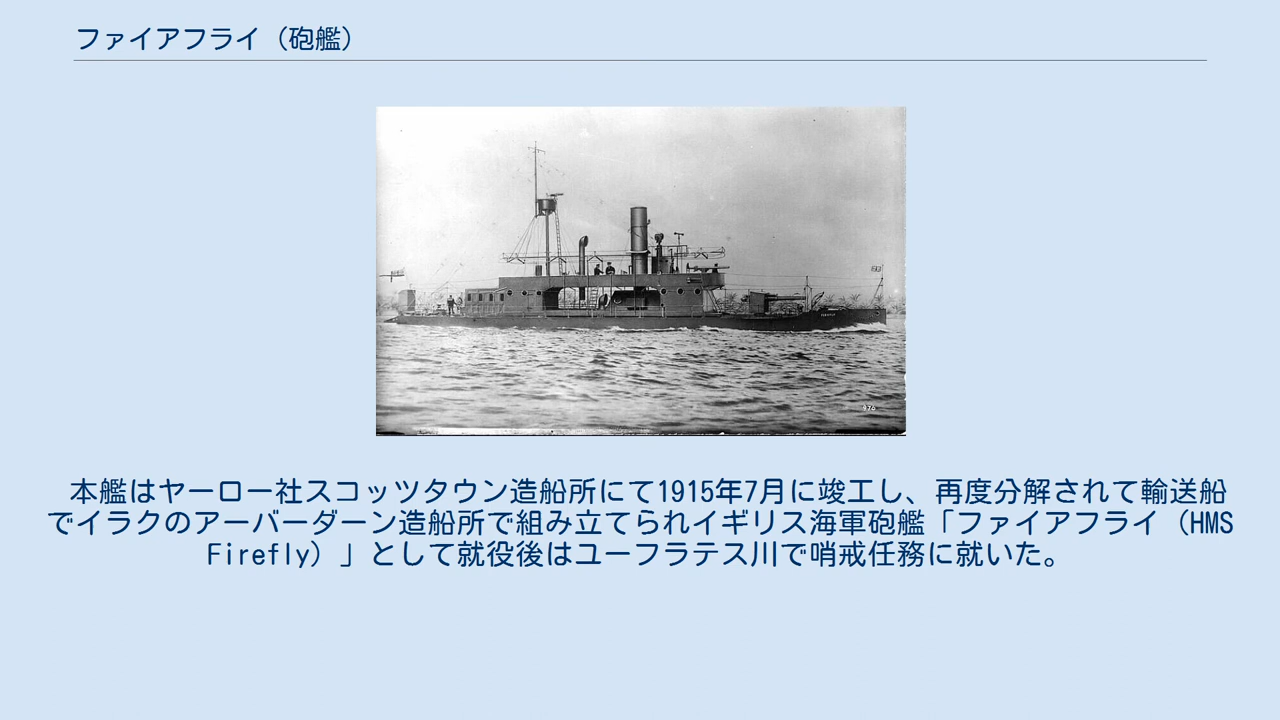 ファイアフライ（砲艦）
976
本艦はヤーロー社スコッツタウン造船所にて1915年7月に竣工し、再度分解されて輸送船
でイラクのアーバーダーン造船所で組み立てられイギリス海軍砲艦「ファイアフライ（HMS
Firefly）」として就役後はユーフラテス川で哨戒任務に就いた。